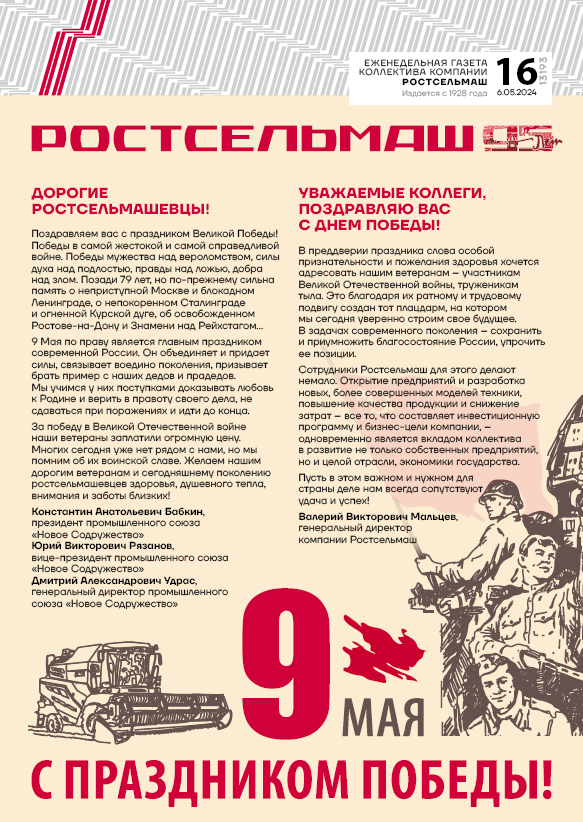 ЕЖЕНЕДЕЛЬНАЯ ГАЗЕТА
КОЛЛЕКТИВА КОМПАНИИ
РОСТСЕЛЬМАШ
Издается с 1928 года
16
13193
6.05.2024
РОСТСЕЛЬМАШ 95 Лет
ДОРОГИЕ
РОСТСЕЛЬМАШЕВЦЫ!
Поздравляем вас с праздником Великой Победы!
Победы в самой жестокой и самой справедливой
войне. Победы мужества над вероломством, силы
духа над подлостью, правды над ложью, добра
над злом. Позади 79 лет, но по-прежнему сильна
память о неприступной Москве и блокадном
Ленинграде, о непокоренном Сталинграде
и огненной Курской дуге, об освобожденном
Ростове-на-Дону и Знамени над Рейхстагом...
9 Мая по праву является главным праздником
современной России. Он объединяет и придает
силы, связывает воедино поколения, призывает
брать пример с наших дедов и прадедов.
Мы учимся у них поступками доказывать любовь
к Родине и верить в правоту своего дела, не
сдаваться при поражениях и идти до конца.
За победу в Великой Отечественной войне
наши ветераны заплатили огромную цену.
Многих сегодня уже нет рядом с нами, но мы
помним об их воинской славе. Желаем нашим
дорогим ветеранам и сегодняшнему поколению
ростсельмашевцев здоровья, душевного тепла,
внимания и заботы близких!
Константин Анатольевич Бабкин,
президент промышленного союза
«Новое Содружество»
Юрий Викторович Рязанов,
вице-президент промышленного союза
«Новое Содружество»
Дмитрий Александрович Удрас,
генеральный директор промышленного
союза «Новое Содружество»
УВАЖАЕМЫЕ КОЛЛЕГИ,
ПОЗДРАВЛЯЮ ВАС
С ДНЕМ ПОБЕДЫ!
В преддверии праздника слова особой
признательности и пожелания здоровья хочется
адресовать нашим ветеранам – участникам
Великой Отечественной войны, труженикам
тыла. Это благодаря их ратному и трудовому
подвигу создан тот плацдарм, на котором
мы сегодня уверенно строим свое будущее.
В задачах современного поколения – сохранить
и приумножить благосостояние России, упрочить
ее позиции.
Сотрудники Ростсельмаш для этого делают
немало. Открытие предприятий и разработка
новых, более совершенных моделей техники,
повышение качества продукции и снижение
затрат – все то, что составляет инвестиционную
программу и бизнес-цели компании, –
одновременно является вкладом коллектива
в развитие не только собственных предприятий,
но и целой отрасли, экономики государства.
Пусть в этом важном и нужном для
страны деле нам всегда сопутствуют
удача и успех!
Валерий Викторович Мальцев,
генеральный директор
компании Ростсельмаш
9 МАЯ
С ПРАЗДНИКОМ ПОБЕДЫ!